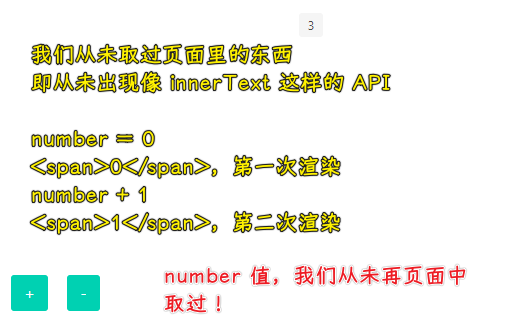 3
我们从未取过页面里的东西
即从未出现像 innerText 这样的 API
number = 0
<span>0</span>，第一次渲染
number + 1
<span>1</span>，第二次渲染
number 值，我们从未再页面中
取过！
+ -